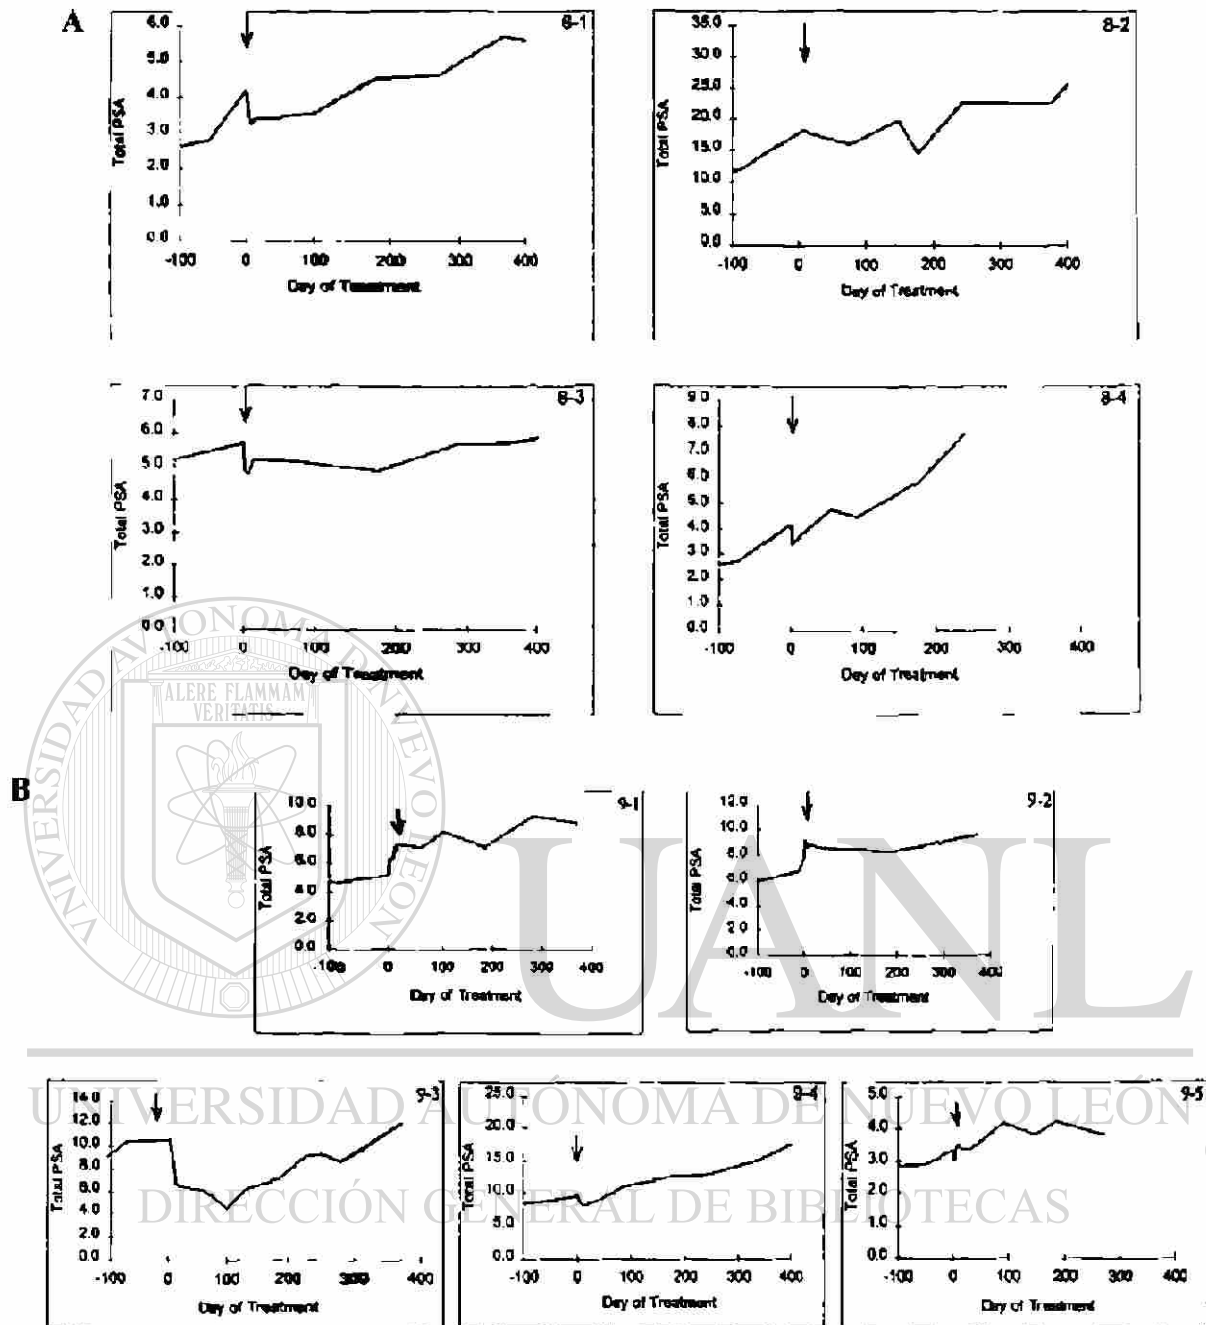 A
8-1
6.0
5.0
4.0
3.0
2.0
1.0
0.0
Total PSA
-100 0 100 200 300 400
Day of Treatment
8-2
35.0
30.0
25.0
20.0
15.0
10.0
5.0
0.0
Total PSA
-100 0 100 200 300 400
Day of Treatment
8-3
7.0
6.0
5.0
4.0
3.0
2.0
1.0
0.0
Total PSA
-100 0 100 200 300 400
Day of Treatment
8-4
9.0
8.0
7.0
6.0
5.0
4.0
3.0
2.0
1.0
0.0
Total PSA
-100 0 100 200 300 400
Day of Treatment
B
9-1
10.0
8.0
6.0
4.0
2.0
0.0
Total PSA
-100 0 100 200 300 400
Day of Treatment
9-2
12.0
10.0
8.0
6.0
4.0
2.0
0.0
Total PSA
-100 0 100 200 300 400
Day of Treatment
9-3
14.0
12.0
10.0
8.0
6.0
4.0
2.0
0.0
Total PSA
-100 0 100 200 300 400
Day of Treatment
9-4
25.0
20.0
15.0
10.0
5.0
0.0
Total PSA
-100 0 100 200 300 400
Day of Treatment
9-5
5.0
4.0
3.0
2.0
1.0
0.0
Total PSA
-100 0 100 200 300 400
Day of Treatment
UNIVERSIDAD AUTONOMA DE NUEVO LEON
ALERE FLAMMAM
VERITATIS
UANL
UNIVERSIDAD AUTÓNOMA DE NUEVO LEÓN
DIRECCIÓN GENERAL DE BIBLIOTECAS